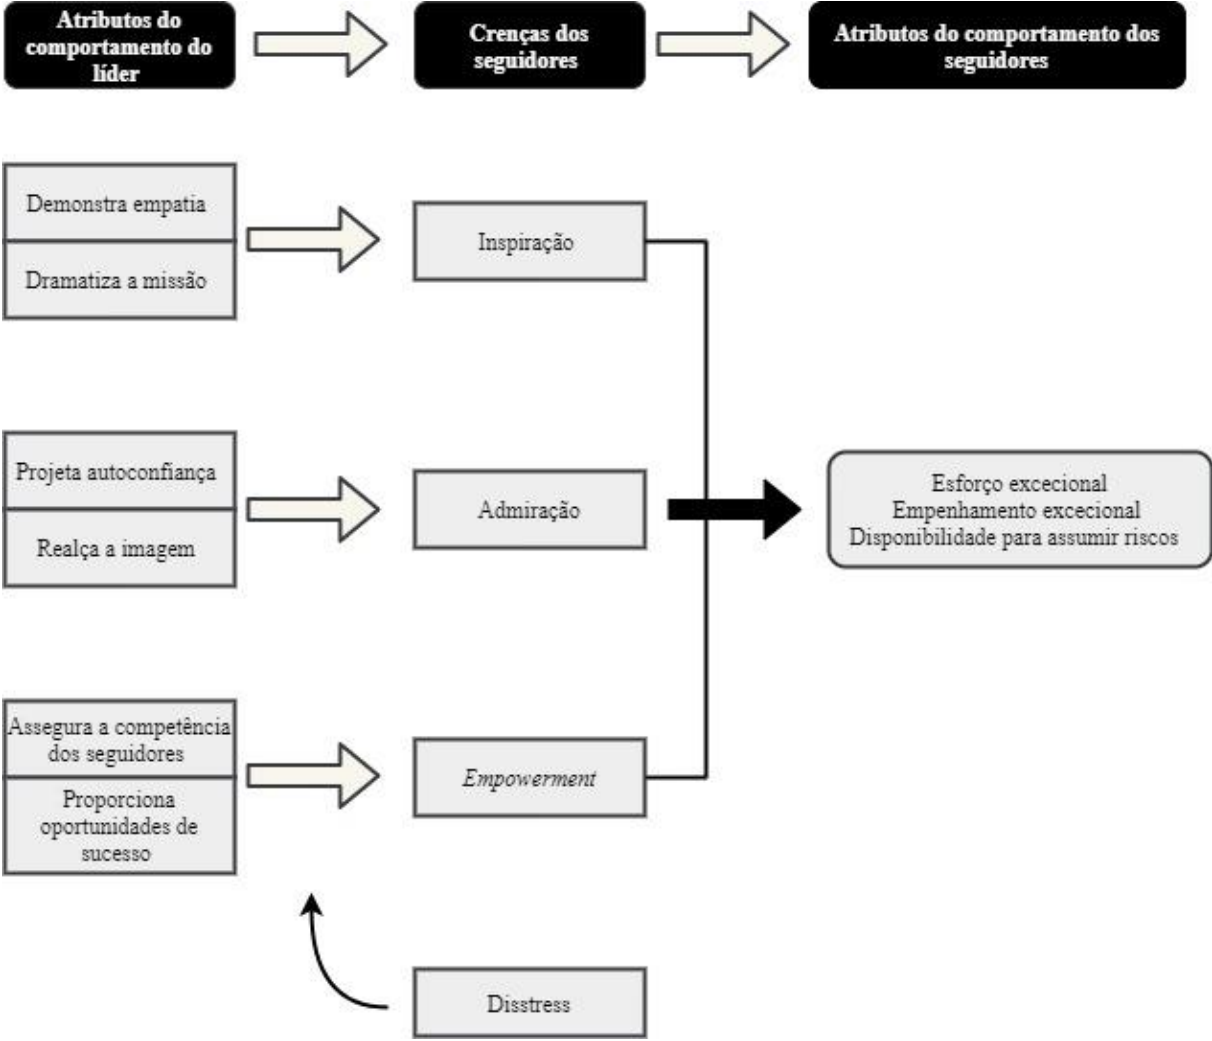 Atributos do
comportamento do
líder
Crenças dos
seguidores
Atributos do comportamento dos
seguidores
Demonstra empatia
Dramatiza a missão
Inspiração
Projeta autoconfiança
Realça a imagem
Admiração
Esforço excecional
Empenhamento excecional
Disponibilidade para assumir riscos
Assegura a competência
dos seguidores
Proporciona
oportunidades de
sucesso
Empowerment
Disstress